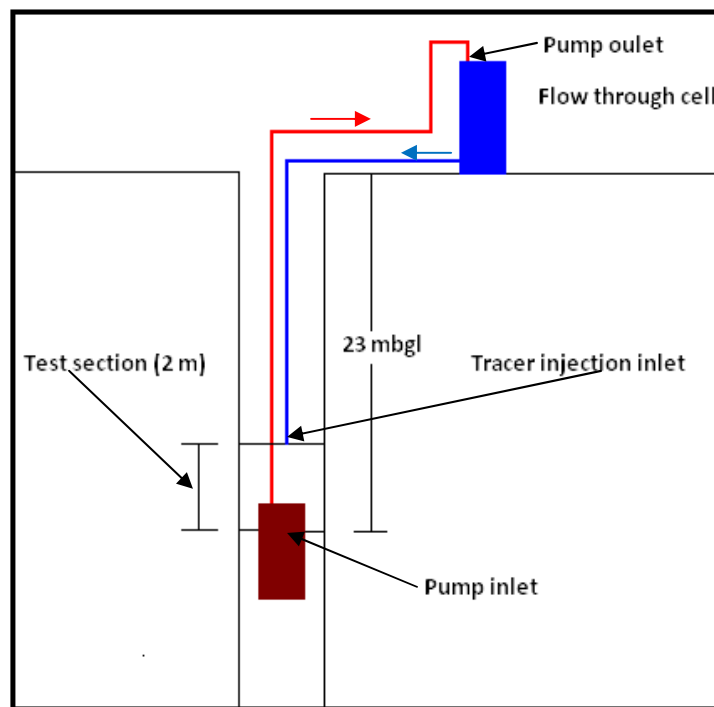 Pump oulet
Flow through cell
23 mbgl
Test section (2 m)
Tracer injection inlet
Pump inlet